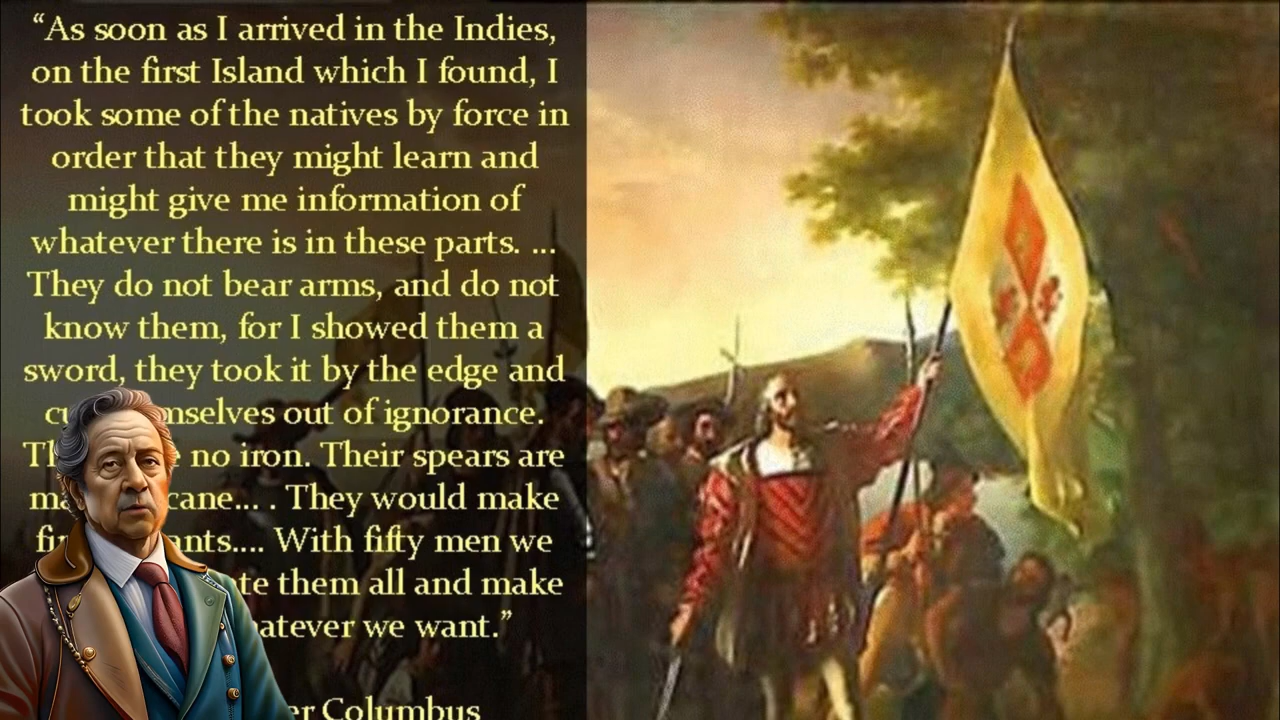 “As soon as I arrived in the Indies,
on the first Island which I found, I
took some of the natives by force in
order that they might learn and
might give me information of
whatever there is in these parts. ...
They do not bear arms, and do not
know them, for I showed them a
sword, they took it by the edge and
out of ignorance.
no iron. Their spears are
cane... . They would make
With fifty men we
them all and make
we want.”
Columbus